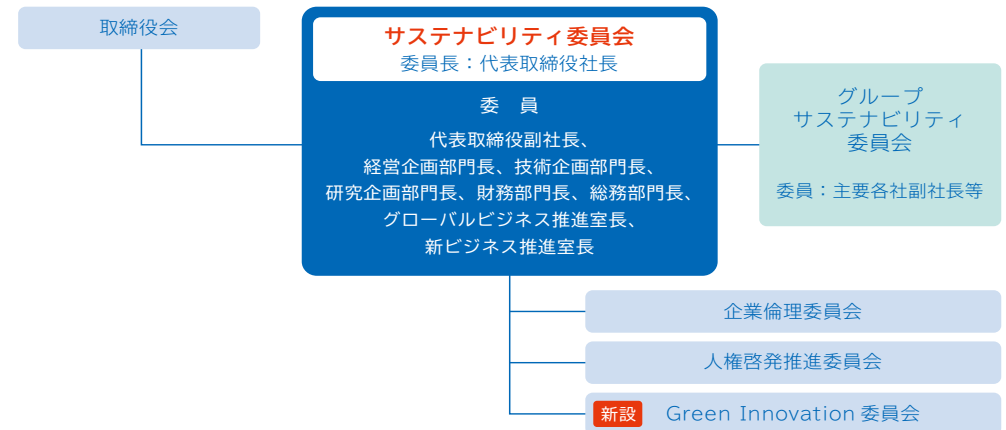 取締役会
サステナビリティ委員会
委員長：代表取締役社長
委　員
代表取締役副社長、
経営企画部門長、技術企画部門長、
研究企画部門長、財務部門長、総務部門長、
グローバルビジネス推進室長、
新ビジネス推進室長
グループ
サステナビリティ
委員会
委員：主要各社副社長等
企業倫理委員会
人権啓発推進委員会
新設 Green Innovation 委員会